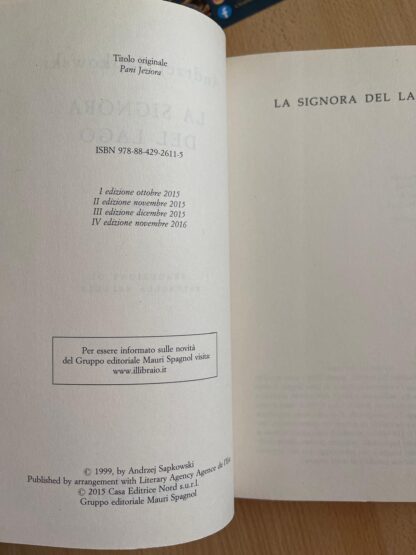 Titolo originale
Pani Jeziora
ISBN 978-88-429-2611-5
I edizione ottobre 2015
II edizione novembre 2015
III edizione dicembre 2015
IV edizione novembre 2016
Per essere informato sulle novità
del Gruppo editoriale Mauri Spagnol visita:
www.illibraio.it
© 1999, by Andrzej Sapkowski
Published by arrangement with Literary Agency Agence de l'Est
© 2015 Casa Editrice Nord s.u.r.l.
Gruppo editoriale Mauri Spagnol
LA SIGNORA DEL LA